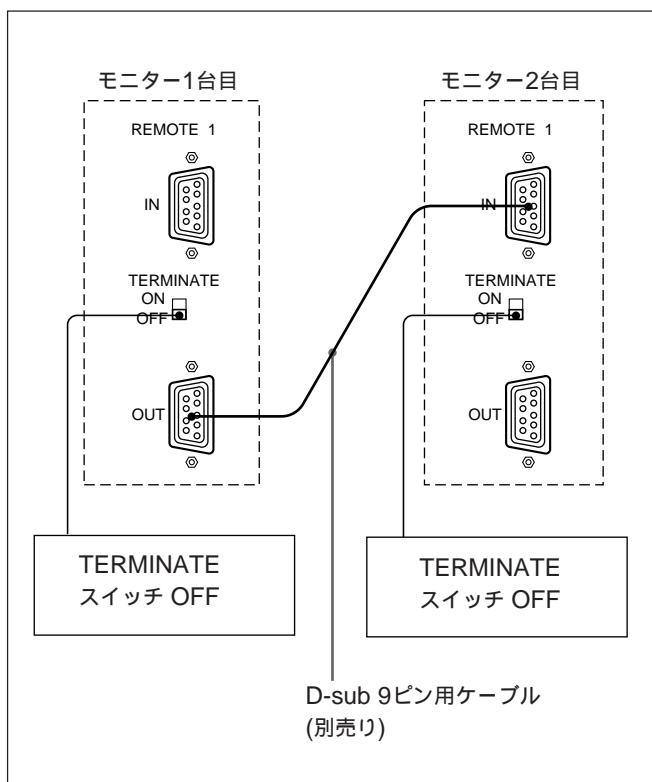 モニター1台目
REMOTE 1
IN
TERMINATE
ON
OFF
OUT
TERMINATE
スイッチ OFF
モニター2台目
REMOTE 1
IN
TERMINATE
ON
OFF
OUT
TERMINATE
スイッチ OFF
D-sub 9ピン用ケーブル
(別売り)